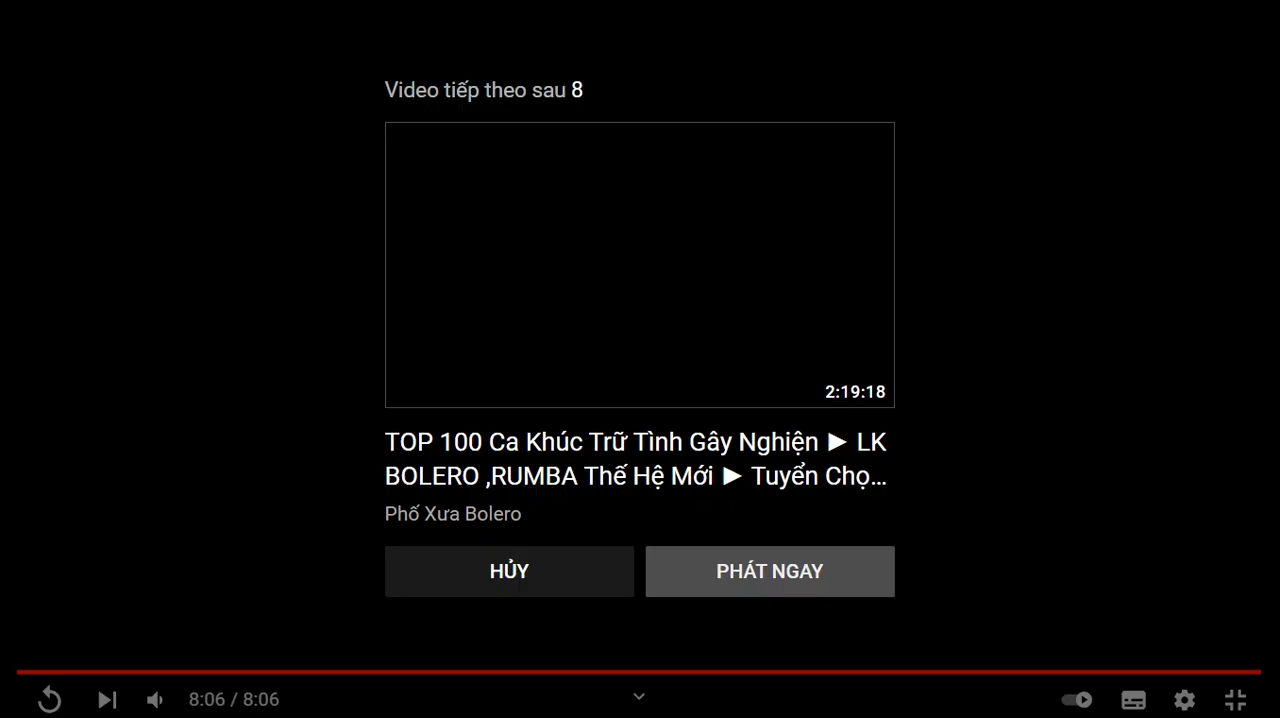 Video tiếp theo sau 8
2:19:18
TOP 100 Ca Khúc Trữ Tình Gây Nghiện ► LK
BOLERO ,RUMBA Thế Hệ Mới ► Tuyển Chọ...
Phố Xưa Bolero
HỦY
PHÁT NGAY
8:06 / 8:06